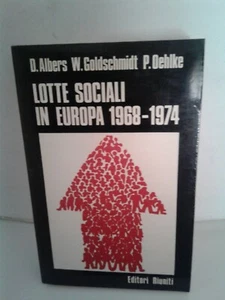 D. Albers W. Goldschmidt P. Oehlke
LOTTE SOCIALI
IN EUROPA 1968-1974
Editori Riuniti